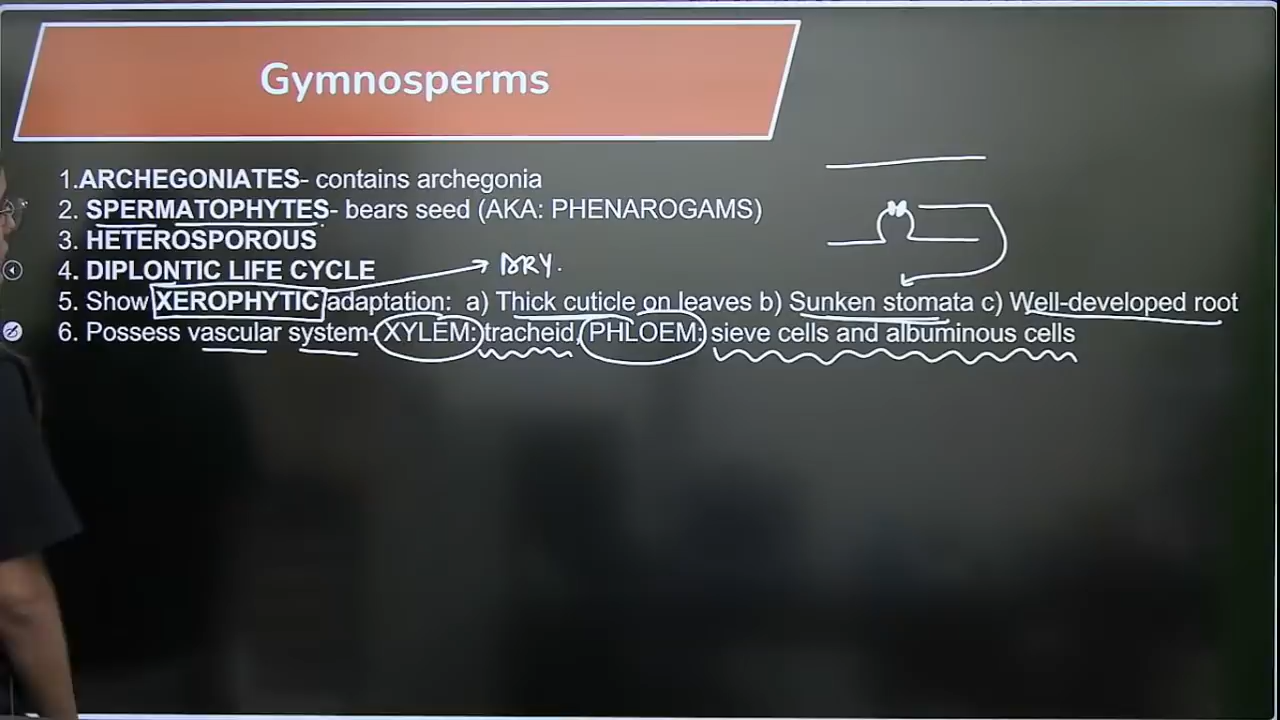 Gymnosperms
1.ARCHEGONIATES- contains archegonia
2. SPERMATOPHYTES- bears seed (AKA: PHENAROGAMS)
3. HETEROSPOROUS
4. DIPLONTIC LIFE CYCLE
DRY.
5. Show XEROPHYTIC adaptation: a) Thick cuticle on leaves b) Sunken stomata c) Well-developed root
6. Possess vascular system- XYLEM: tracheid, PHLOEM: sieve cells and albuminous cells